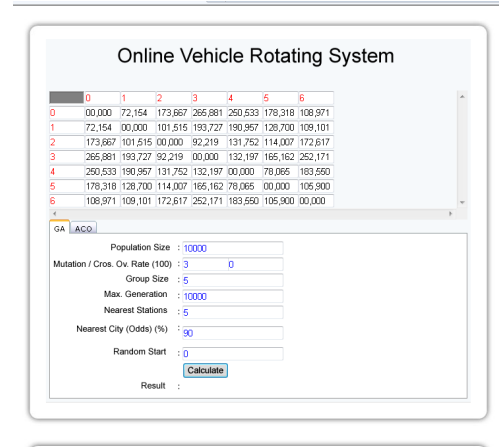 Online Vehicle Rotating System
0 1 2 3 4 5 6
0 00,000 72,154 173,667 265,881 250,533 178,318 108,971
1 72,154 00,000 101,515 193,727 190,957 128,700 109,101
2 173,667 101,515 00,000 92,219 131,752 114,007 172,617
3 265,881 193,727 92,219 00,000 132,197 165,162 252,171
4 250,533 190,957 131,752 132,197 00,000 78,065 183,550
5 178,318 128,700 114,007 165,162 78,065 00,000 105,900
6 108,971 109,101 172,617 252,171 183,550 105,900 00,000
GA ACO
Population Size : 10000
Mutation / Cros. Ov. Rate (100) : 3 0
Group Size : 5
Max. Generation : 10000
Nearest Stations : 5
Nearest City (Odds) (%) : 90
Random Start : 0
Calculate
Result :